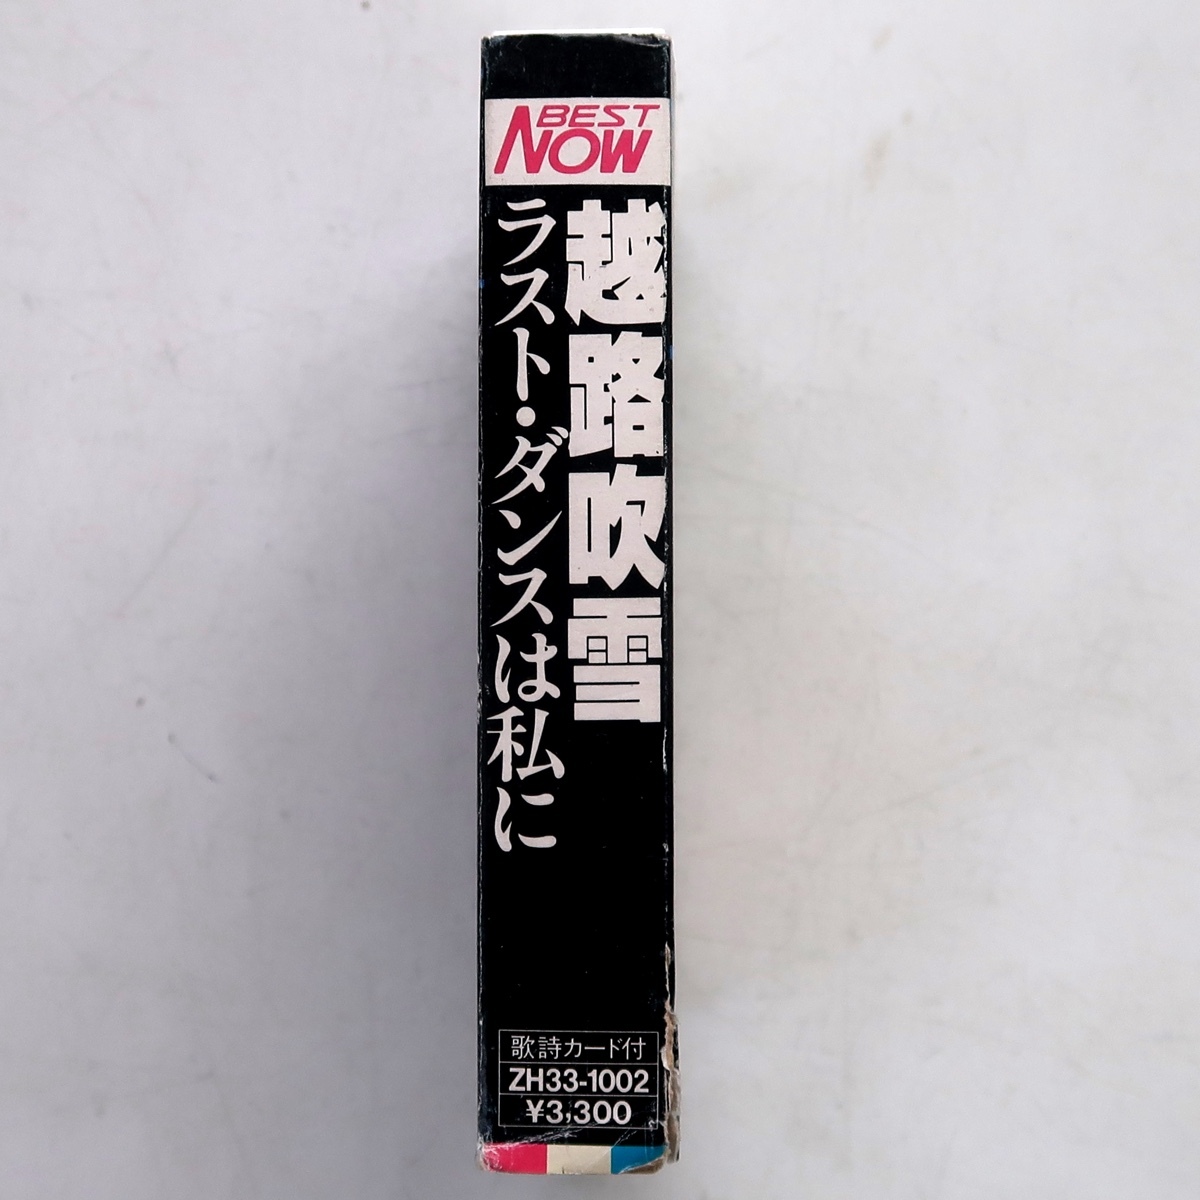 BEST
NOW
越路吹雪
ラスト・ダンスは私に
歌詩カード付
ZH33-1002
¥3,300